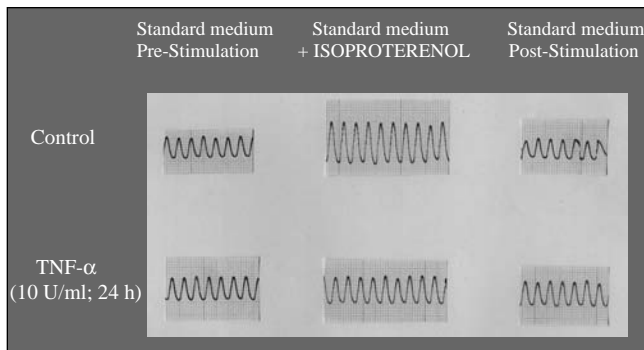 Standard medium
Pre-Stimulation
Standard medium
+ ISOPROTERENOL
Standard medium
Post-Stimulation
Control
TNF-α
(10 U/ml; 24 h)